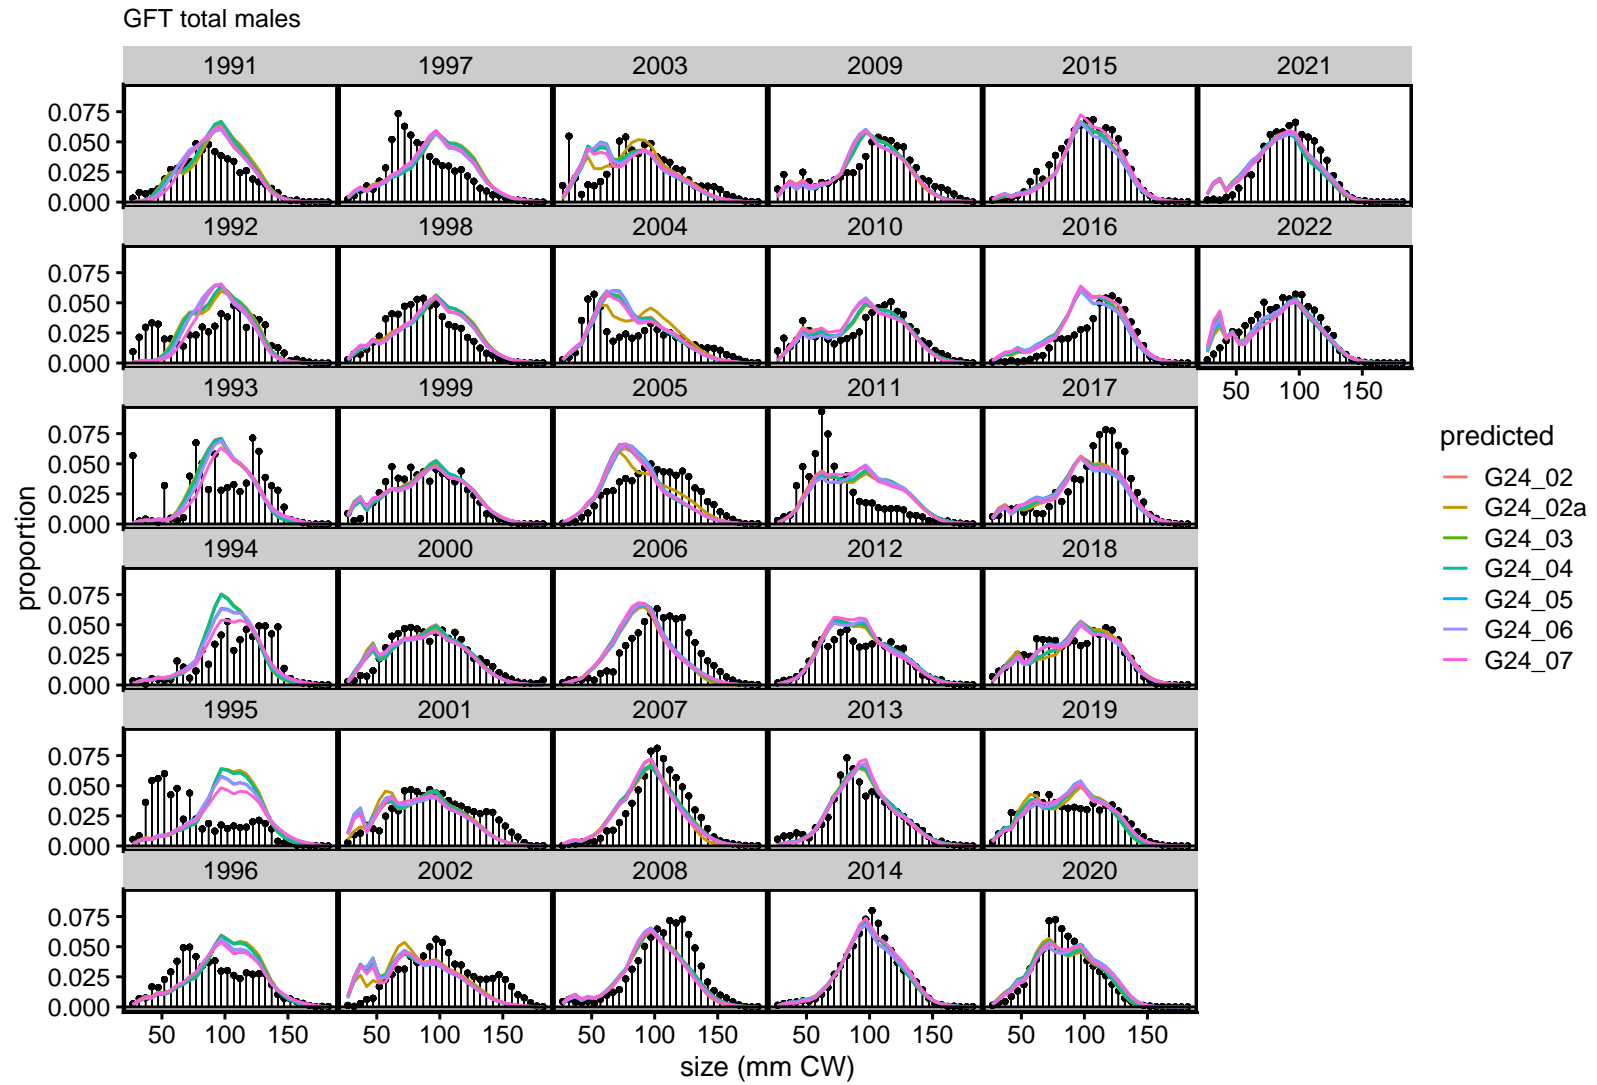 GFT total males
1991 1997 2003 2009 2015 2021
0.075
0.050
0.025
0.000
1992 1998 2004 2010 2016 2022
0.075
0.050
0.025
0.000
50 100 150
1993 1999 2005 2011 2017
0.075
0.050
0.025
0.000
1994 2000 2006 2012 2018
0.075
0.050
0.025
0.000
1995 2001 2007 2013 2019
0.075
0.050
0.025
0.000
1996 2002 2008 2014 2020
0.075
0.050
0.025
0.000
50 100 150 50 100 150 50 100 150 50 100 150 50 100 150
size (mm CW)
proportion
predicted
G24_02
G24_02a
G24_03
G24_04
G24_05
G24_06
G24_07